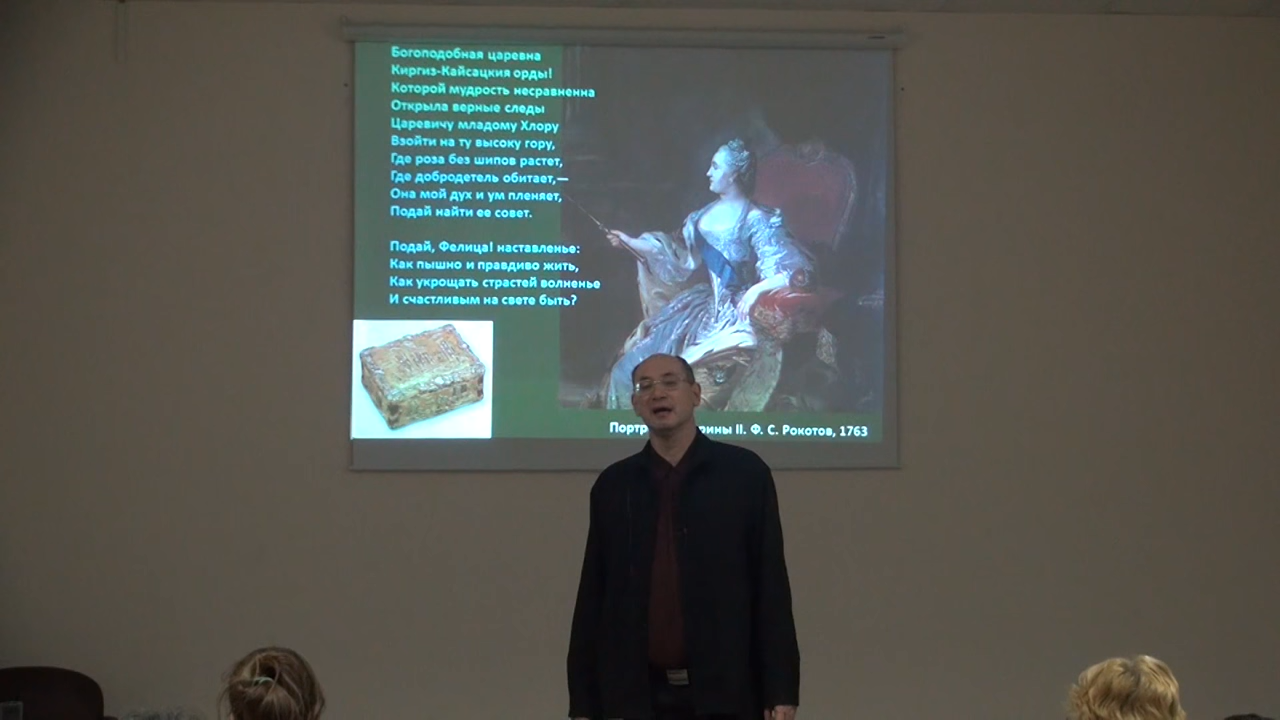 Богоподобная царевна
Киргиз-Кайсацкия орды!
Которой мудрость несравненна
Открыла верные следы
Царевичу младому Хлору
Взойти на ту высоку гору,
Где роза без шипов растет,
Где добродетель обитает,—
Она мой дух и ум пленяет,
Подай найти ее совет.
Подай, Фелица! наставленье:
Как пышно и правдиво жить,
Как укрощать страстей волненье
И счастливым на свете быть?
Портр рины II. Ф. С. Рокотов, 1763